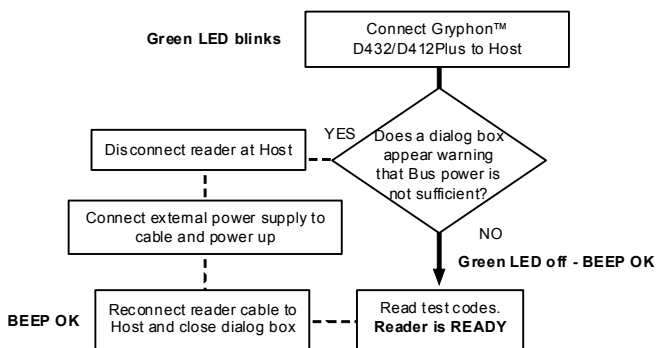 Green LED blinks
Connect Gryphon™
D432/D412Plus to Host
YES
Does a dialog box
appear warning
that Bus power is
not sufficient?
Disconnect reader at Host
Connect external power supply to
cable and power up
NO
Green LED off - BEEP OK
BEEP OK
Reconnect reader cable to
Host and close dialog box
Read test codes.
Reader is READY